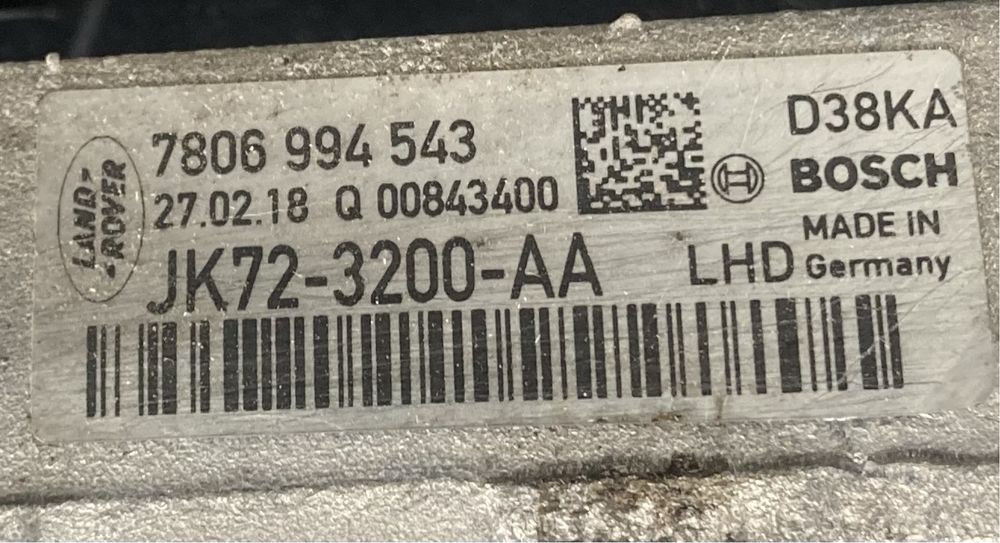 LAND-
-ROVER
7806 994 543
27.02.18 Q 00843400
JK72-3200-AA
D38KA
BOSCH
MADE IN
LHD Germany